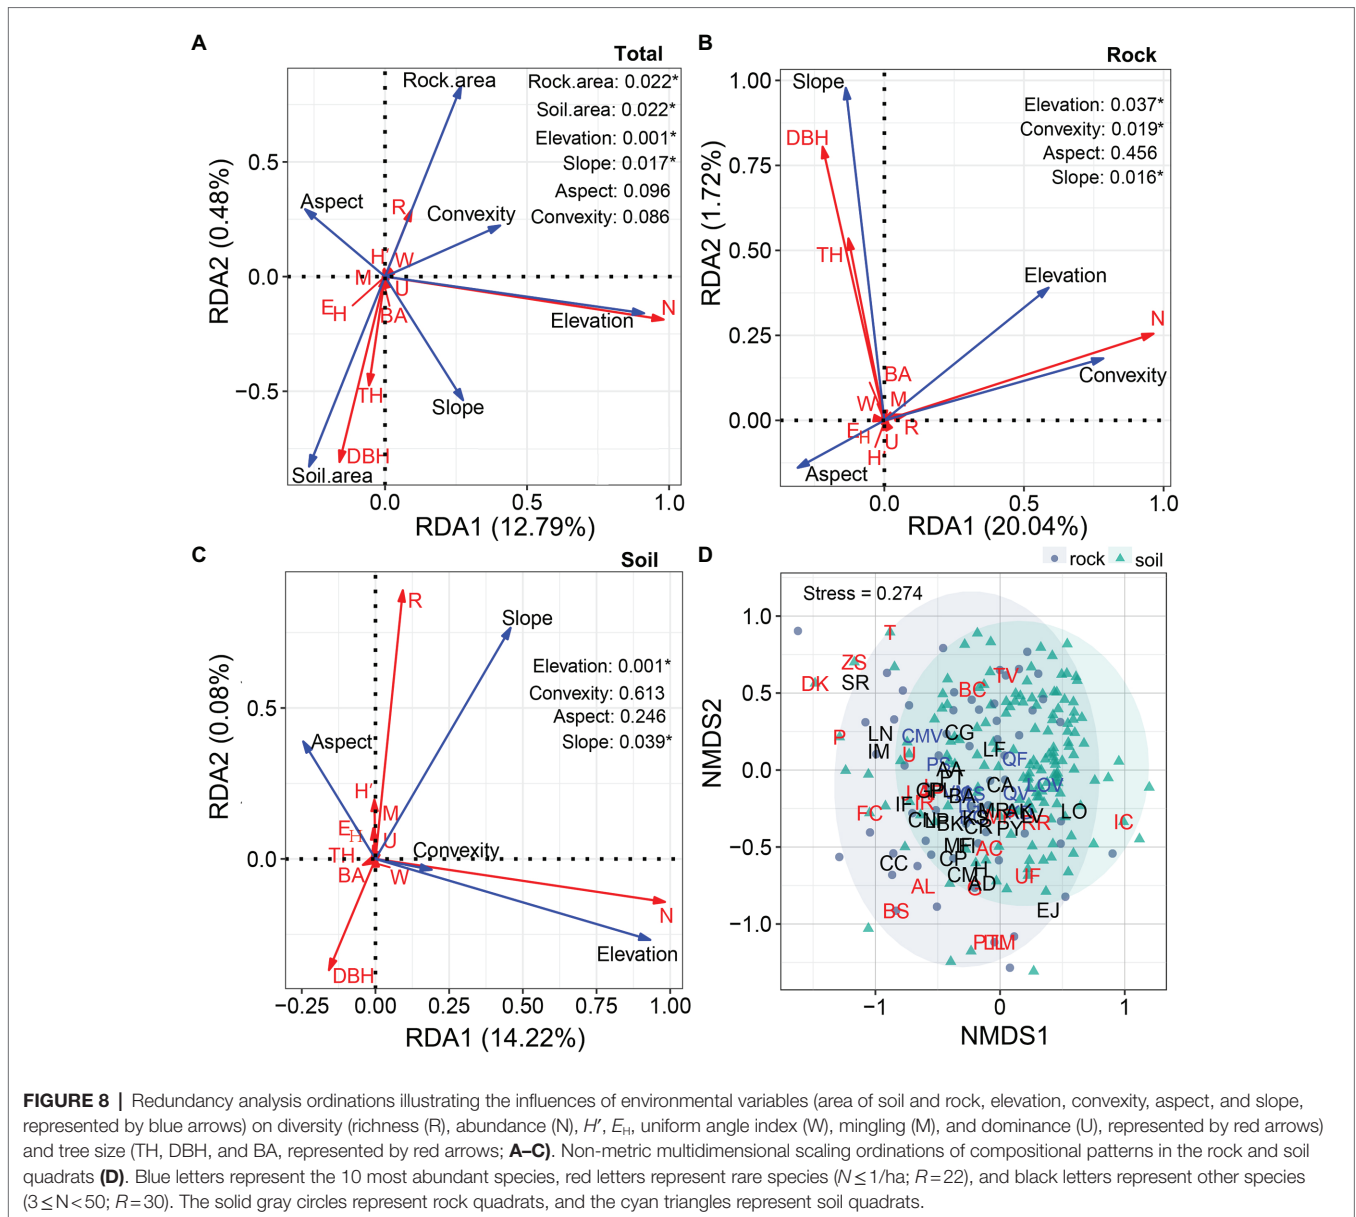 A
Total
Rock.area
Rock.area: 0.022*
Soil.area: 0.022*
Elevation: 0.001*
Slope: 0.017*
Aspect: 0.096
Convexity: 0.086
Aspect
R
Convexity
H
W
M
U
EH
BA
N
Elevation
TH
Slope
DBH
Soil.area
0.5
0.0
−0.5
RDA2 (0.48%)
0.0 0.5 1.0
RDA1 (12.79%)
B
Rock
Slope
Elevation: 0.037*
Convexity: 0.019*
Aspect: 0.456
Slope: 0.016*
DBH
TH
Elevation
N
Convexity
BA
W
M
R
EH
U
H
Aspect
1.00
0.75
0.50
0.25
0.00
RDA2 (1.72%)
0.0 0.5 1.0
RDA1 (20.04%)
C
Soil
R
Slope
Elevation: 0.001*
Convexity: 0.613
Aspect: 0.246
Slope: 0.039*
Aspect
H′
M
EH
U
TH
Convexity
BA
W
N
Elevation
DBH
0.5
0.0
RDA2 (0.08%)
−0.25 0.00 0.25 0.50 0.75 1.00
RDA1 (14.22%)
D
rock soil
Stress = 0.274
T
ZS
DK
SR
BC
TV
P
LN
CMV
CG
IM
U
LF
QF
AA
CA
LOV
BA
QV
IF
IR
FC
BK
PY
LO
IC
RR
AC
CC
CP
CM
AD
UF
AL
BS
G
EJ
1.0
0.5
0.0
−0.5
−1.0
NMDS2
−1 0 1
NMDS1
FIGURE 8 | Redundancy analysis ordinations illustrating the influences of environmental variables (area of soil and rock, elevation, convexity, aspect, and slope,
represented by blue arrows) on diversity (richness (R), abundance (N), H′, EH, uniform angle index (W), mingling (M), and dominance (U), represented by red arrows)
and tree size (TH, DBH, and BA, represented by red arrows; A–C). Non-metric multidimensional scaling ordinations of compositional patterns in the rock and soil
quadrats (D). Blue letters represent the 10 most abundant species, red letters represent rare species (N ≤ 1/ha; R = 22), and black letters represent other species
(3 ≤ N < 50; R = 30). The solid gray circles represent rock quadrats, and the cyan triangles represent soil quadrats.